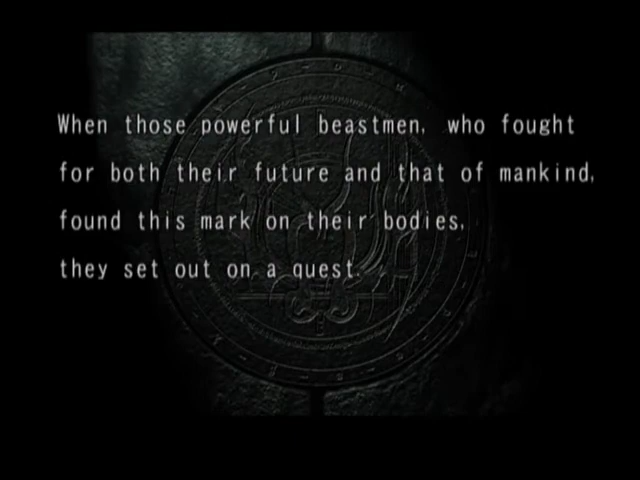 When those powerful beastmen, who fought
for both their future and that of mankind,
found this mark on their bodies,
they set out on a quest.